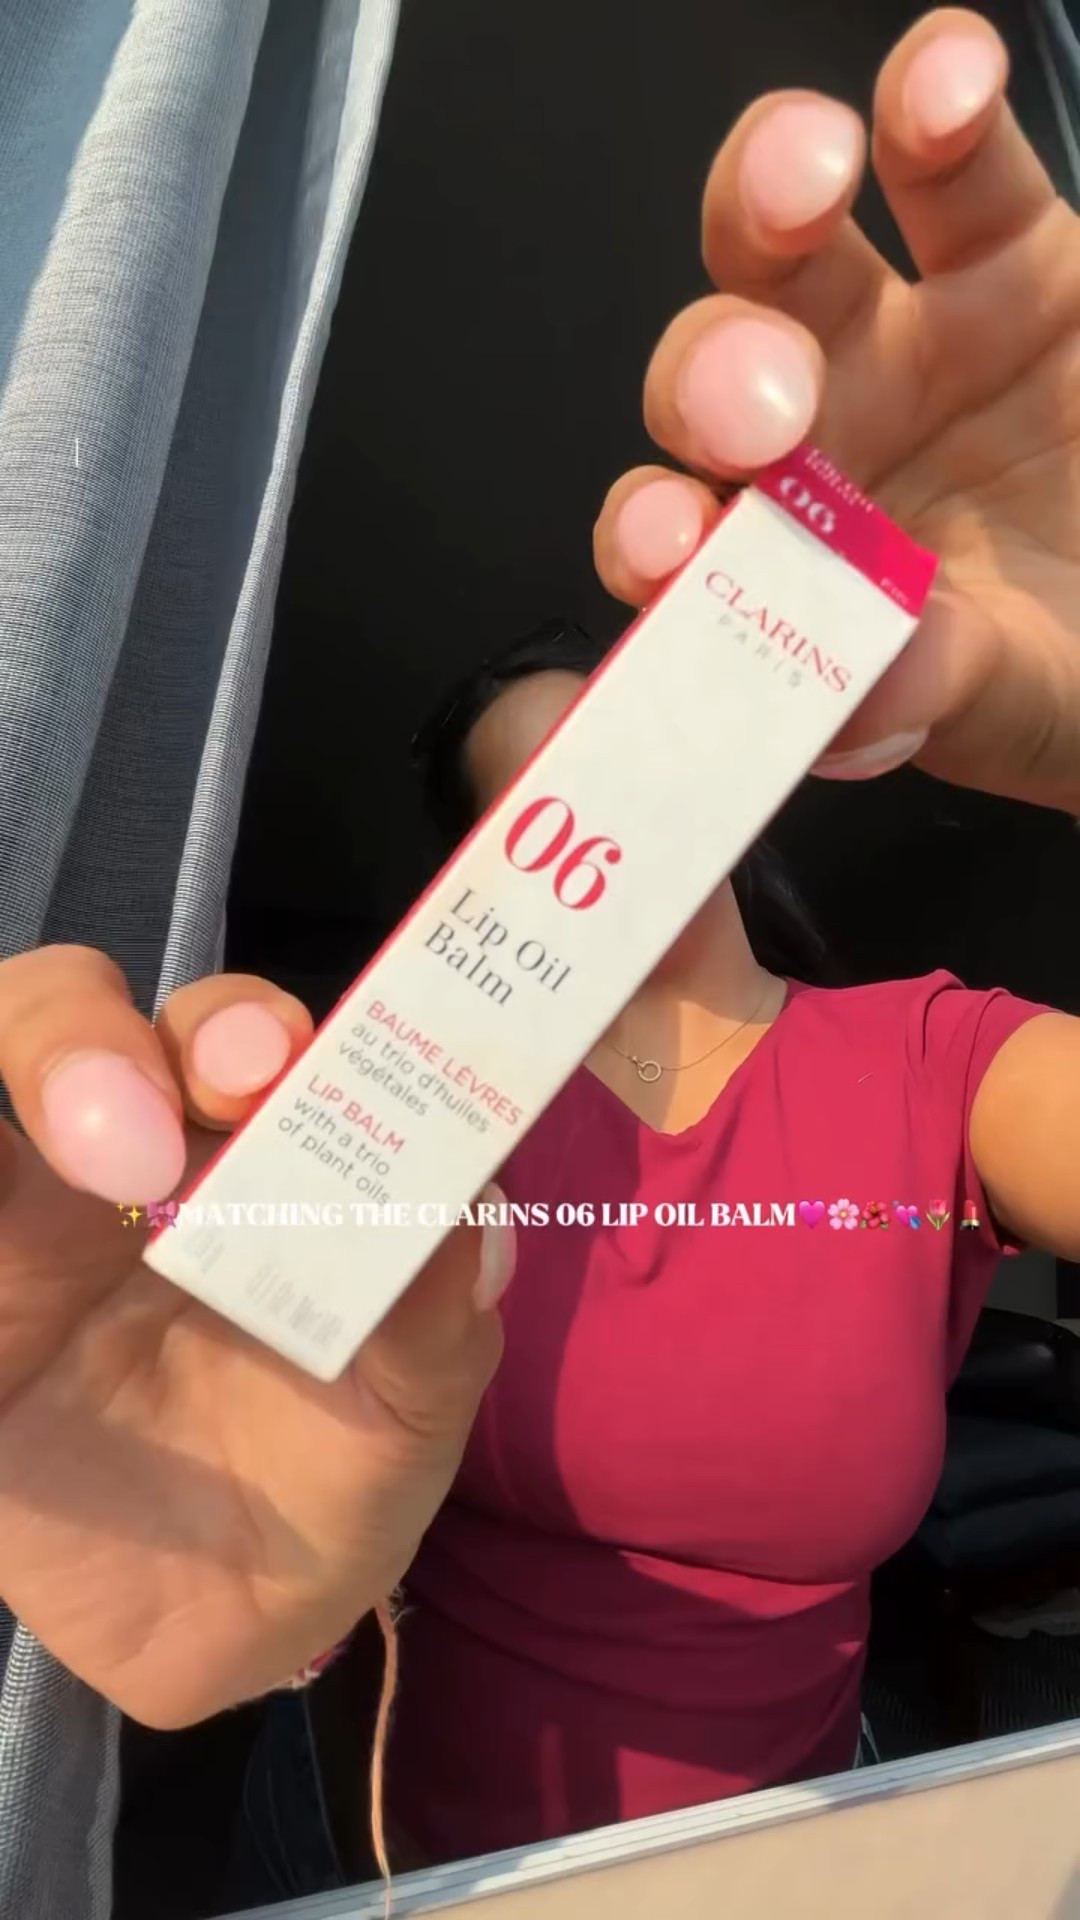 06
CLARINS
PARIS
06
Lip Oil
Balm
BAUME LÈVRES
au trio d'huiles
végétales
LIP BALM
with a trio
of plant oils
✨🎀MATCHING THE CLARINS 06 LIP OIL BALM💗🌸🌺💘🌷💄